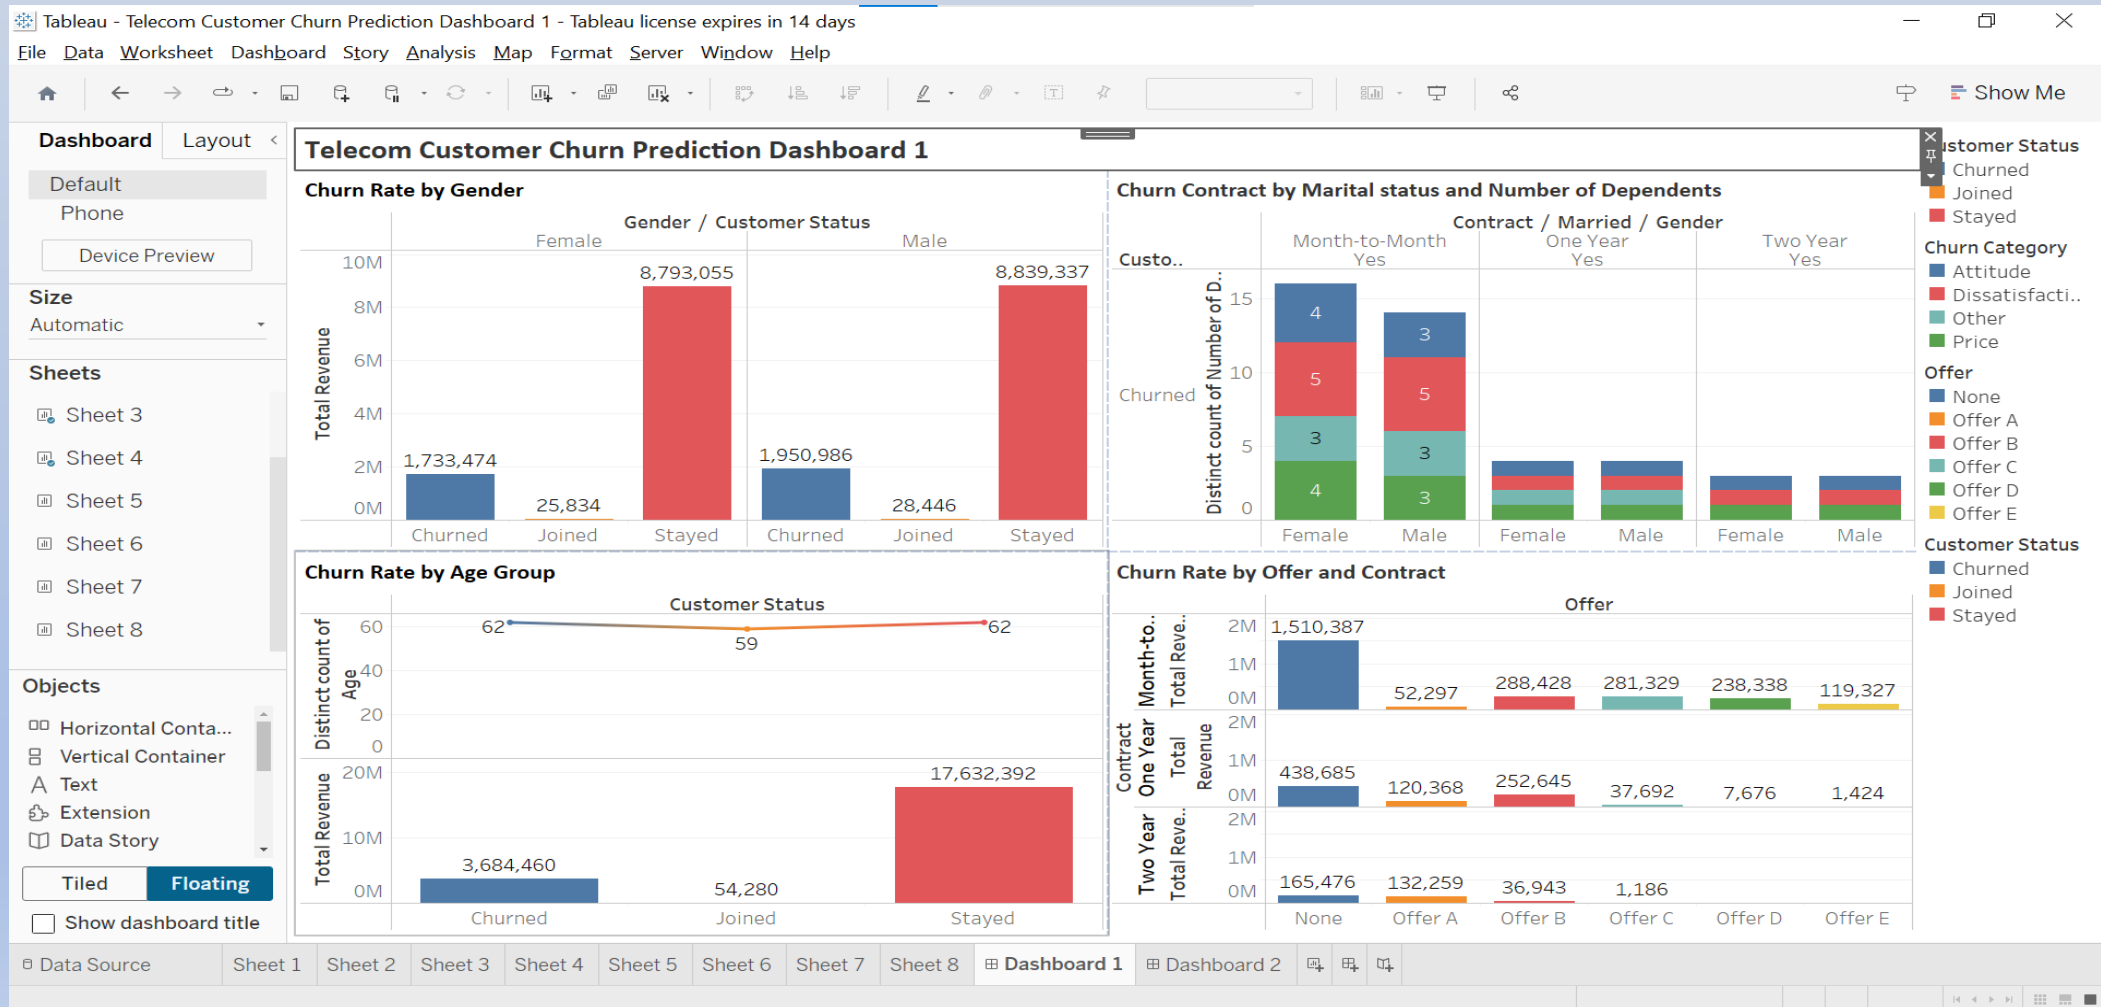 Tableau - Telecom Customer Churn Prediction Dashboard 1 - Tableau license expires in 14 days
File Data Worksheet Dashboard Story Analysis Map Format Server Window Help
Show Me
Dashboard Layout
Default
Phone
Device Preview
Size
Automatic
Sheets
Sheet 3
Sheet 4
Sheet 5
Sheet 6
Sheet 7
Sheet 8
Objects
Horizontal Conta...
Vertical Container
Text
Extension
Data Story
Tiled Floating
Show dashboard title
Telecom Customer Churn Prediction Dashboard 1
Churn Rate by Gender
Gender / Customer Status
Female Male
Total Revenue
10M
8M
6M
4M
2M
0M
1,733,474
25,834
8,793,055
1,950,986
28,446
8,839,337
Churned Joined Stayed Churned Joined Stayed
Churn Contract by Marital status and Number of Dependents
Contract / Married / Gender
Custo..
Month-to-Month One Year Two Year
Yes Yes Yes
Churned
Distinct count of Number of D..
15
10
5
0
4
5
3
4
3
5
3
3
Female Male Female Male Female Male
Churn Rate by Age Group
Customer Status
Distinct count of
Age
60
40
20
0
62
59
62
Total Revenue
20M
10M
0M
3,684,460
54,280
17,632,392
Churned Joined Stayed
Churn Rate by Offer and Contract
Offer
Contract
Month-to..
Total Reve..
2M
1M
0M
1,510,387 52,297 288,428 281,329 238,338 119,327
One Year
Total
Revenue
2M
1M
0M
438,685 120,368 252,645 37,692 7,676 1,424
Two Year
Total Reve..
2M
1M
0M
165,476 132,259 36,943 1,186
None Offer A Offer B Offer C Offer D Offer E
ustomer Status
Churned
Joined
Stayed
Churn Category
Attitude
Dissatisfacti..
Other
Price
Offer
None
Offer A
Offer B
Offer C
Offer D
Offer E
Customer Status
Churned
Joined
Stayed
Data Source Sheet 1 Sheet 2 Sheet 3 Sheet 4 Sheet 5 Sheet 6 Sheet 7 Sheet 8 Dashboard 1 Dashboard 2